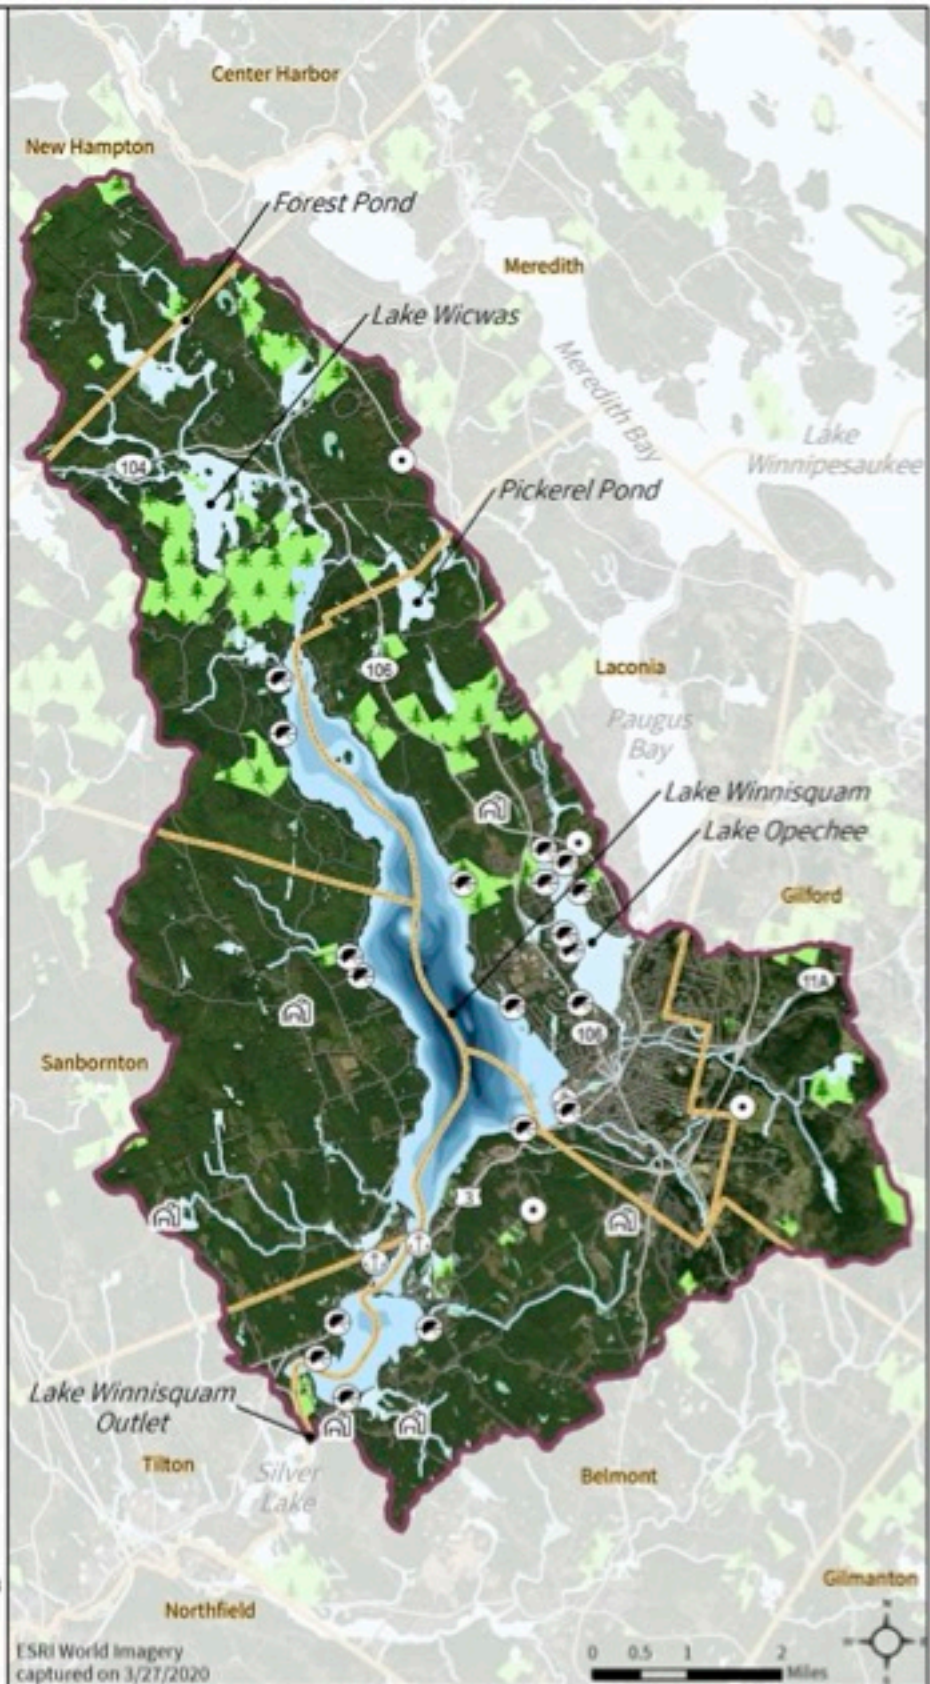 Center Harbor
New Hampton
Forest Pond
Meredith
Lake Wicwas
Meredith Bay
Lake
Winnipesaukee
104
Pickerel Pond
106
Laconia
Paugus
Bay
Lake Winnisquam
Lake Opechee
Gilford
11A
106
Sanbornton
3
Lake Winnisquam
Outlet
Tilton
Silver
Lake
Belmont
Gilmanton
Northfield
N
ESRI World Imagery
captured on 3/27/2020
0 0.5 1 2
Miles